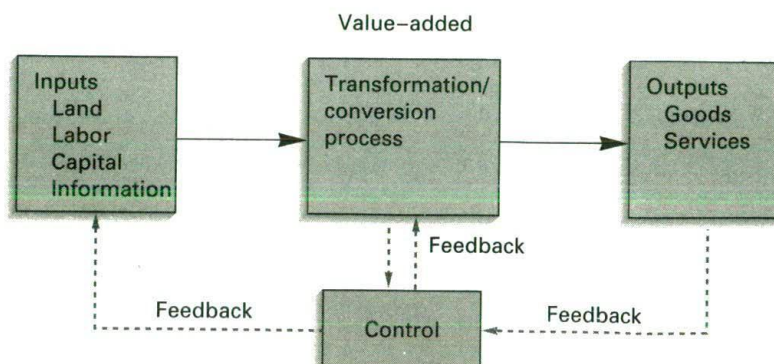 Value-added
Inputs
Land
Labor
Capital
Information
Transformation/
conversion
process
Outputs
Goods
Services
Feedback
Feedback
Control
Feedback